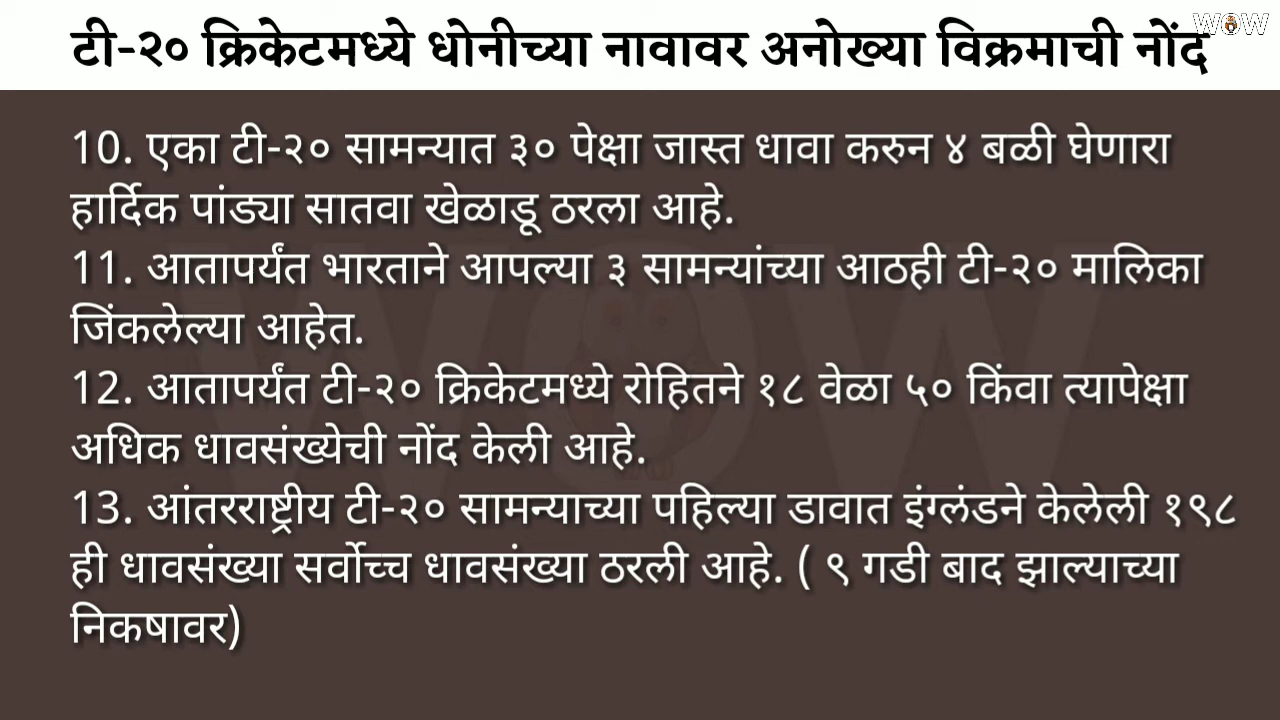 टी-२० क्रिकेटमध्ये धोनीच्या नावावर अनोख्या विक्रमाची नोंद
WOW
10. एका टी-२० सामन्यात ३० पेक्षा जास्त धावा करुन ४ बळी घेणारा
हार्दिक पांड्या सातवा खेळाडू ठरला आहे.
11. आतापर्यंत भारताने आपल्या ३ सामन्यांच्या आठही टी-२० मालिका
जिंकलेल्या आहेत.
12. आतापर्यंत टी-२० क्रिकेटमध्ये रोहितने १८ वेळा ५० किंवा त्यापेक्षा
अधिक धावसंख्येची नोंद केली आहे.
13. आंतरराष्ट्रीय टी-२० सामन्याच्या पहिल्या डावात इंग्लंडने केलेली १९८
ही धावसंख्या सर्वोच्च धावसंख्या ठरली आहे. ( ९ गडी बाद झाल्याच्या
निकषावर)